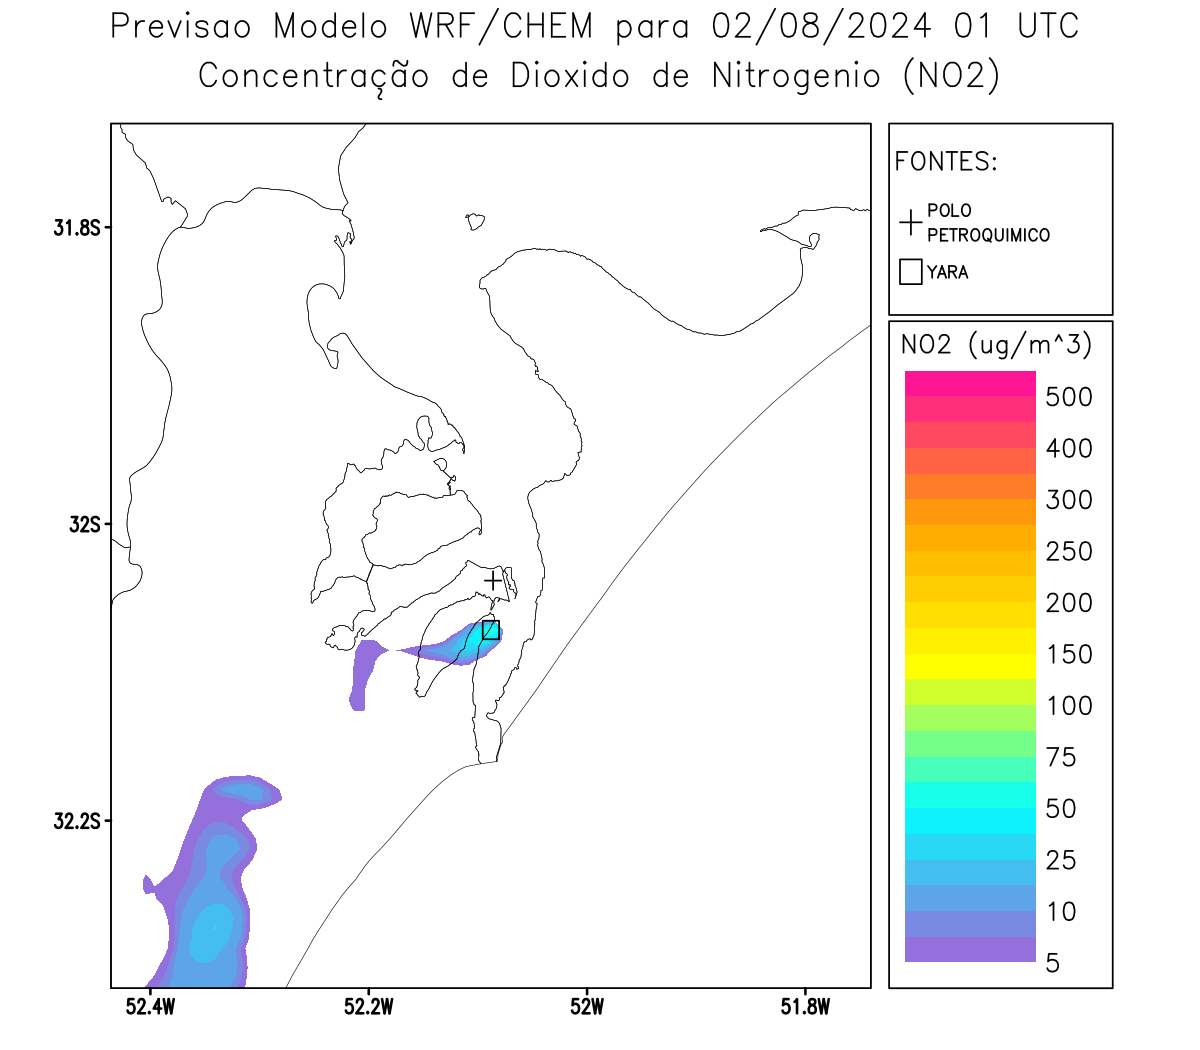 Previsao Modelo WRF/CHEM para 02/08/2024 01 UTC
Concentração de Dioxido de Nitrogenio (NO2)
FONTES:
POLO
PETROQUIMICO
YARA
NO2 (ug/m^3)
500
400
300
250
200
150
100
75
50
25
10
5
31.8S
32S
32.2S
52.4W
52.2W
52W
51.8W